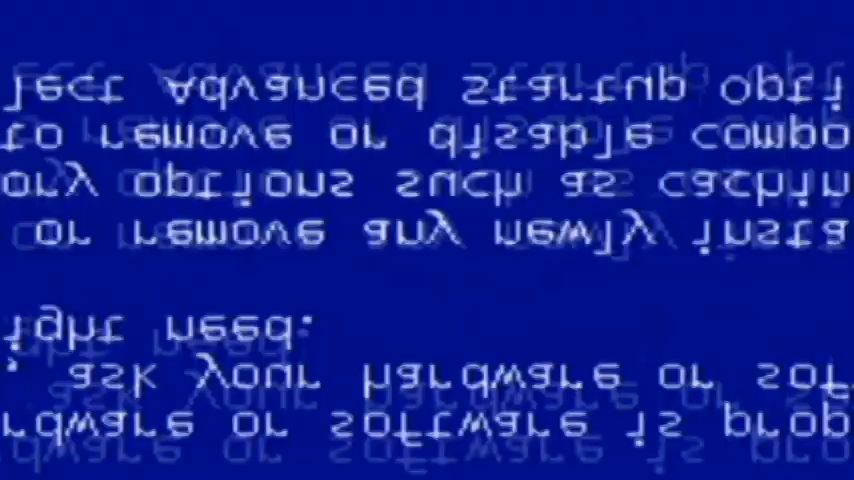 rdware or software is prop
, ask your hardware or sof
ight need.
or remove any newly insta
ory options such as cachin
to remove or disable compo
lect Advanced Startup Opti